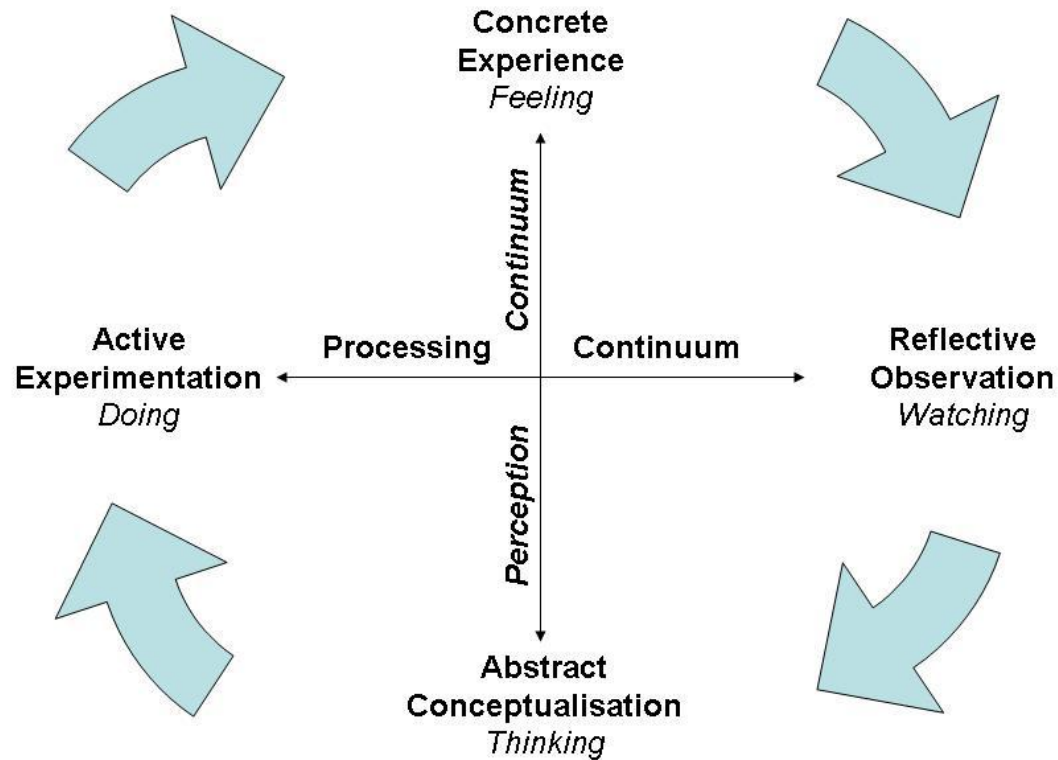 Concrete
Experience
Feeling
Continuum
Active
Experimentation
Doing
Processing Continuum
Reflective
Observation
Watching
Perception
Abstract
Conceptualisation
Thinking